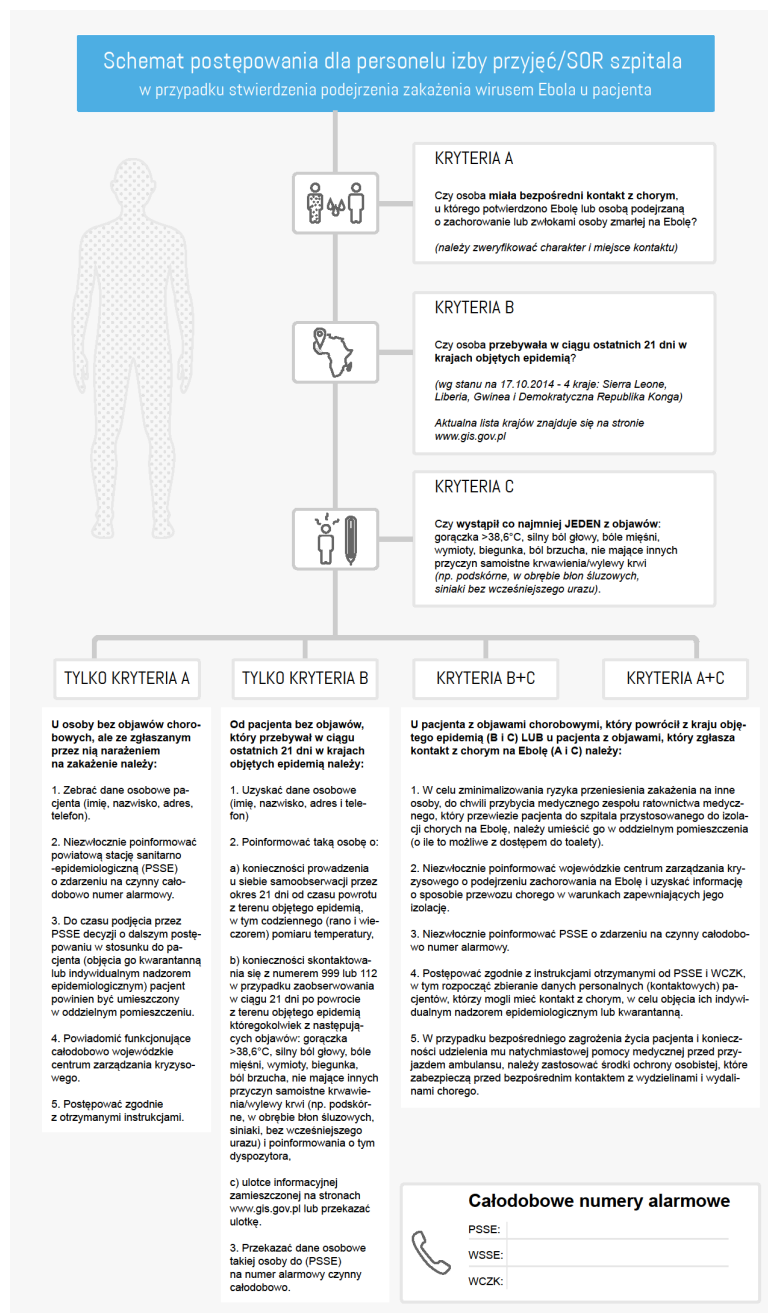 Schemat postępowania dla personelu izby przyjęć/SOR szpitala
w przypadku stwierdzenia podejrzenia zakażenia wirusem Ebola u pacjenta
KRYTERIA A
Czy osoba miała bezpośredni kontakt z chorym,
u którego potwierdzono Ebolę lub osobą podejrzaną
o zachorowanie lub zwłokami osoby zmarłej na Ebolę?
(należy zweryfikować charakter i miejsce kontaktu)
KRYTERIA B
Czy osoba przebywała w ciągu ostatnich 21 dni w
krajach objętych epidemią?
(wg stanu na 17.10.2014 - 4 kraje: Sierra Leone,
Liberia, Gwinea i Demokratyczna Republika Konga)
Aktualna lista krajów znajduje się na stronie
www.gis.gov.pl
KRYTERIA C
Czy wystąpił co najmniej JEDEN z objawów:
gorączka >38,6°C, silny ból głowy, bóle mięśni,
wymioty, biegunka, ból brzucha, nie mające innych
przyczyn samoistne krwawienia/wylewy krwi
(np. podskórne, w obrębie błon śluzowych,
siniaki bez wcześniejszego urazu).
TYLKO KRYTERIA A
U osoby bez objawów choro-
bowych, ale ze zgłaszanym
przez nią narażeniem
na zakażenie należy:
1. Zebrać dane osobowe pa-
cjenta (imię, nazwisko, adres,
telefon).
2. Niezwłocznie poinformować
powiatową stację sanitarno
-epidemiologiczną (PSSE)
o zdarzeniu na czynny cało-
dobowo numer alarmowy.
3. Do czasu podjęcia przez
PSSE decyzji o dalszym postę-
powaniu w stosunku do pa-
cjenta (objęcia go kwarantanną
lub indywidualnym nadzorem
epidemiologicznym) pacjent
powinien być umieszczony
w oddzielnym pomieszczeniu.
4. Powiadomić funkcjonujące
całodobowo wojewódzkie
centrum zarządzania kryzyso-
wego.
5. Postępować zgodnie
z otrzymanymi instrukcjami.
TYLKO KRYTERIA B
Od pacjenta bez objawów,
który przebywał w ciągu
ostatnich 21 dni w krajach
objętych epidemią należy:
1. Uzyskać dane osobowe
(imię, nazwisko, adres i tele-
fon)
2. Poinformować taką osobę o:
a) konieczności prowadzenia
u siebie samoobserwacji przez
okres 21 dni od czasu powrotu
z terenu objętego epidemią,
w tym codziennego (rano i wie-
czorem) pomiaru temperatury,
b) konieczności skontaktowa-
nia się z numerem 999 lub 112
w przypadku zaobserwowania
w ciągu 21 dni po powrocie
z terenu objętego epidemią
któregokolwiek z następują-
cych objawów: gorączka
>38,6°C, silny ból głowy, bóle
mięśni, wymioty, biegunka,
ból brzucha, nie mające innych
przyczyn samoistne krwawie-
nia/wylewy krwi (np. podskór-
ne, w obrębie błon śluzowych,
siniaki, bez wcześniejszego
urazu) i poinformowania o tym
dyspozytora,
c) ulotce informacyjnej
zamieszczonej na stronach
www.gis.gov.pl lub przekazać
ulotkę.
3. Przekazać dane osobowe
takiej osoby do (PSSE)
na numer alarmowy czynny
całodobowo.
KRYTERIA B+C
KRYTERIA A+C
U pacjenta z objawami chorobowymi, który powrócił z kraju obję-
tego epidemią (B i C) LUB u pacjenta z objawami, który zgłasza
kontakt z chorym na Ebolę (A i C) należy:
1. W celu zminimalizowania ryzyka przeniesienia zakażenia na inne
osoby, do chwili przybycia medycznego zespołu ratownictwa medycz-
nego, który przewiezie pacjenta do szpitala przystosowanego do izola-
cji chorych na Ebolę, należy umieścić go w oddzielnym pomieszczeniu
(o ile to możliwe z dostępem do toalety).
2. Niezwłocznie poinformować wojewódzkie centrum zarządzania kry-
zysowego o podejrzeniu zachorowania na Ebolę i uzyskać informację
o sposobie przewozu chorego w warunkach zapewniających jego
izolację.
3. Niezwłocznie poinformować PSSE o zdarzeniu na czynny całodobo-
wo numer alarmowy.
4. Postępować zgodnie z instrukcjami otrzymanymi od PSSE i WCZK,
w tym rozpocząć zbieranie danych personalnych (kontaktowych) pa-
cjentów, którzy mogli mieć kontakt z chorym, w celu objęcia ich indywi-
dualnym nadzorem epidemiologicznym lub kwarantanną.
5. W przypadku bezpośredniego zagrożenia życia pacjenta i koniecz-
ności udzielenia mu natychmiastowej pomocy medycznej przed przy-
jazdem ambulansu, należy zastosować środki ochrony osobistej, które
zabezpieczą przed bezpośrednim kontaktem z wydzielinami i wydali-
nami chorego.
Całodobowe numery alarmowe
PSSE:
WSSE:
WCZK: